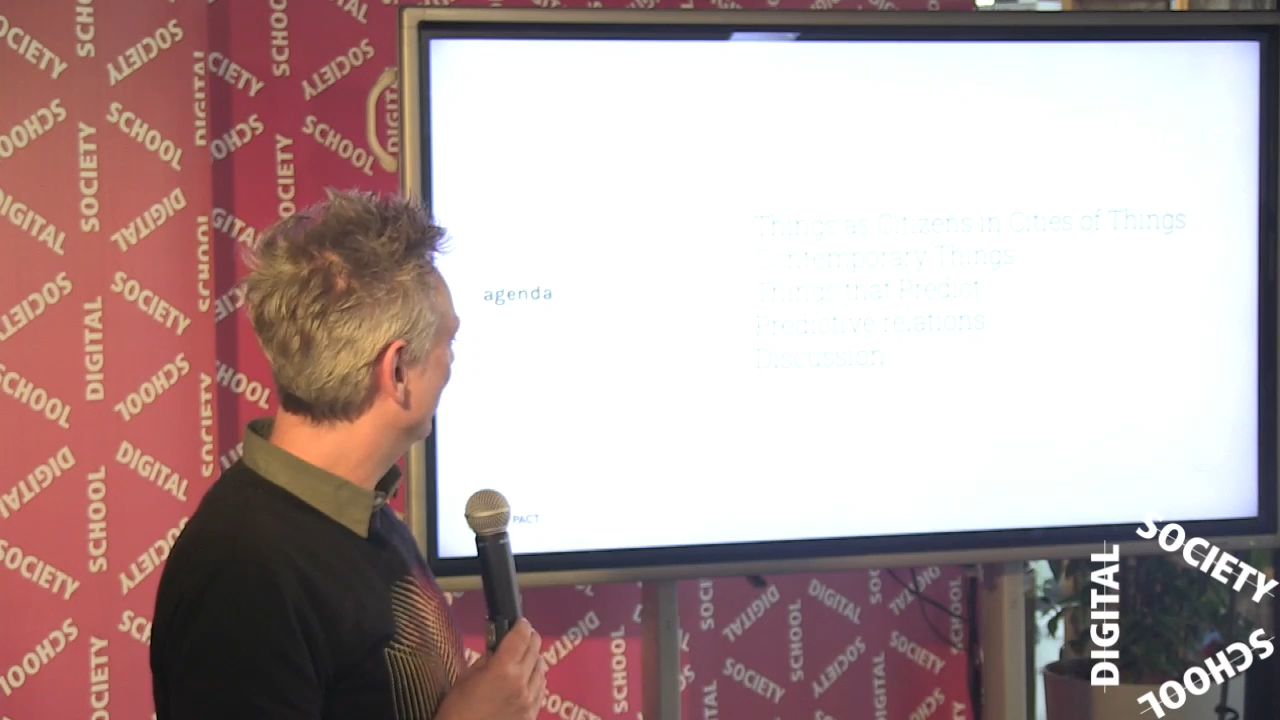 agenda
Things as Citizens in Cities of Things
Contemporary Things
Things that Predict
Predictive relations
Discussion
PACT
DIGITAL
SOCIETY
SCHOOL